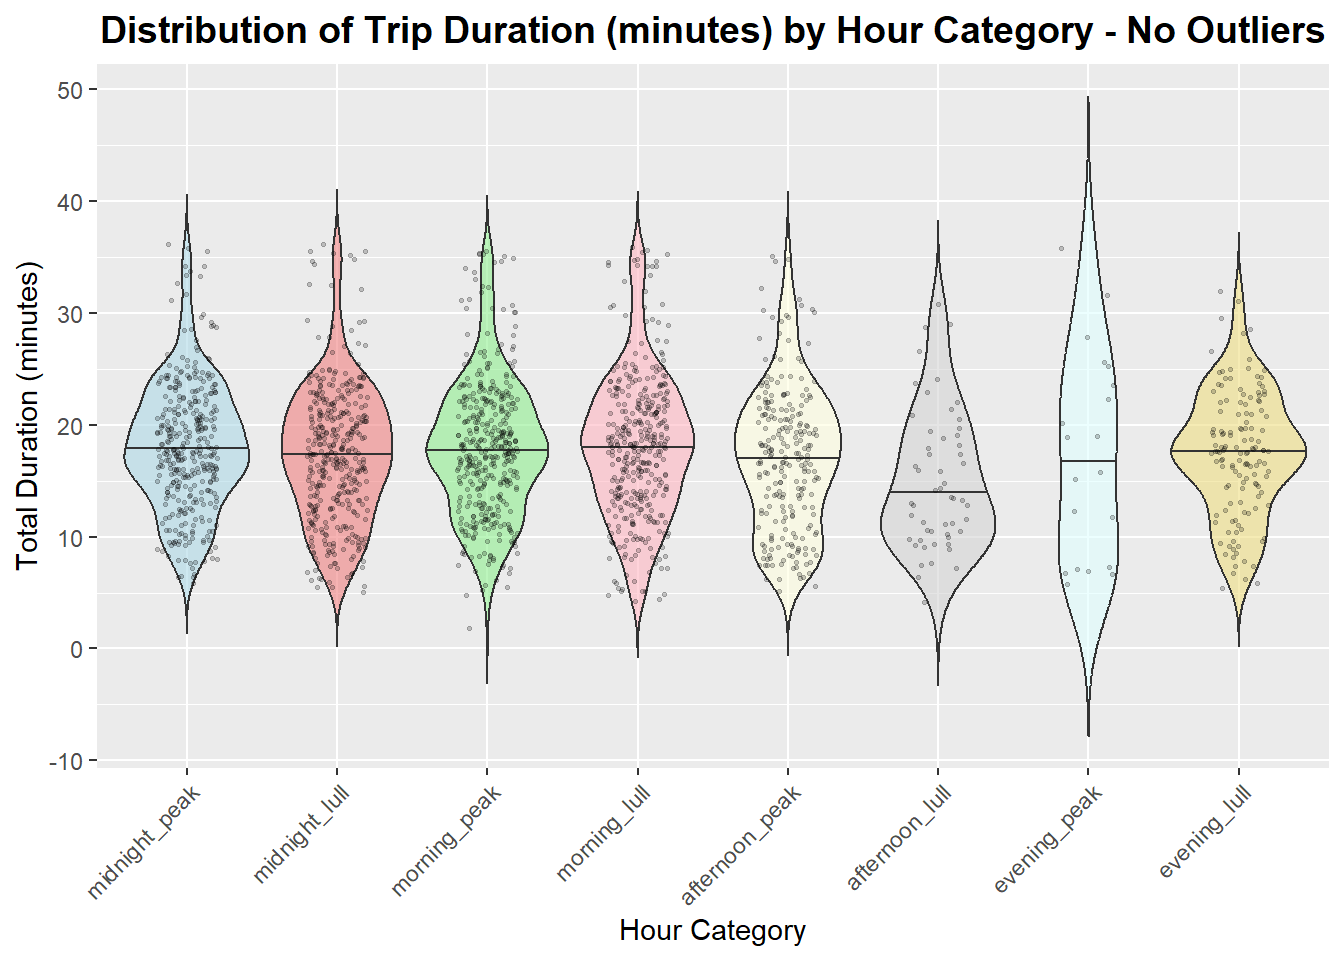 Distribution of Trip Duration (minutes) by Hour Category - No Outliers
Total Duration (minutes)
50
40
30
20
10
0
-10
midnight_peak
midnight_lull
morning_peak
morning_lull
afternoon_peak
afternoon_lull
evening_peak
evening_lull
Hour Category